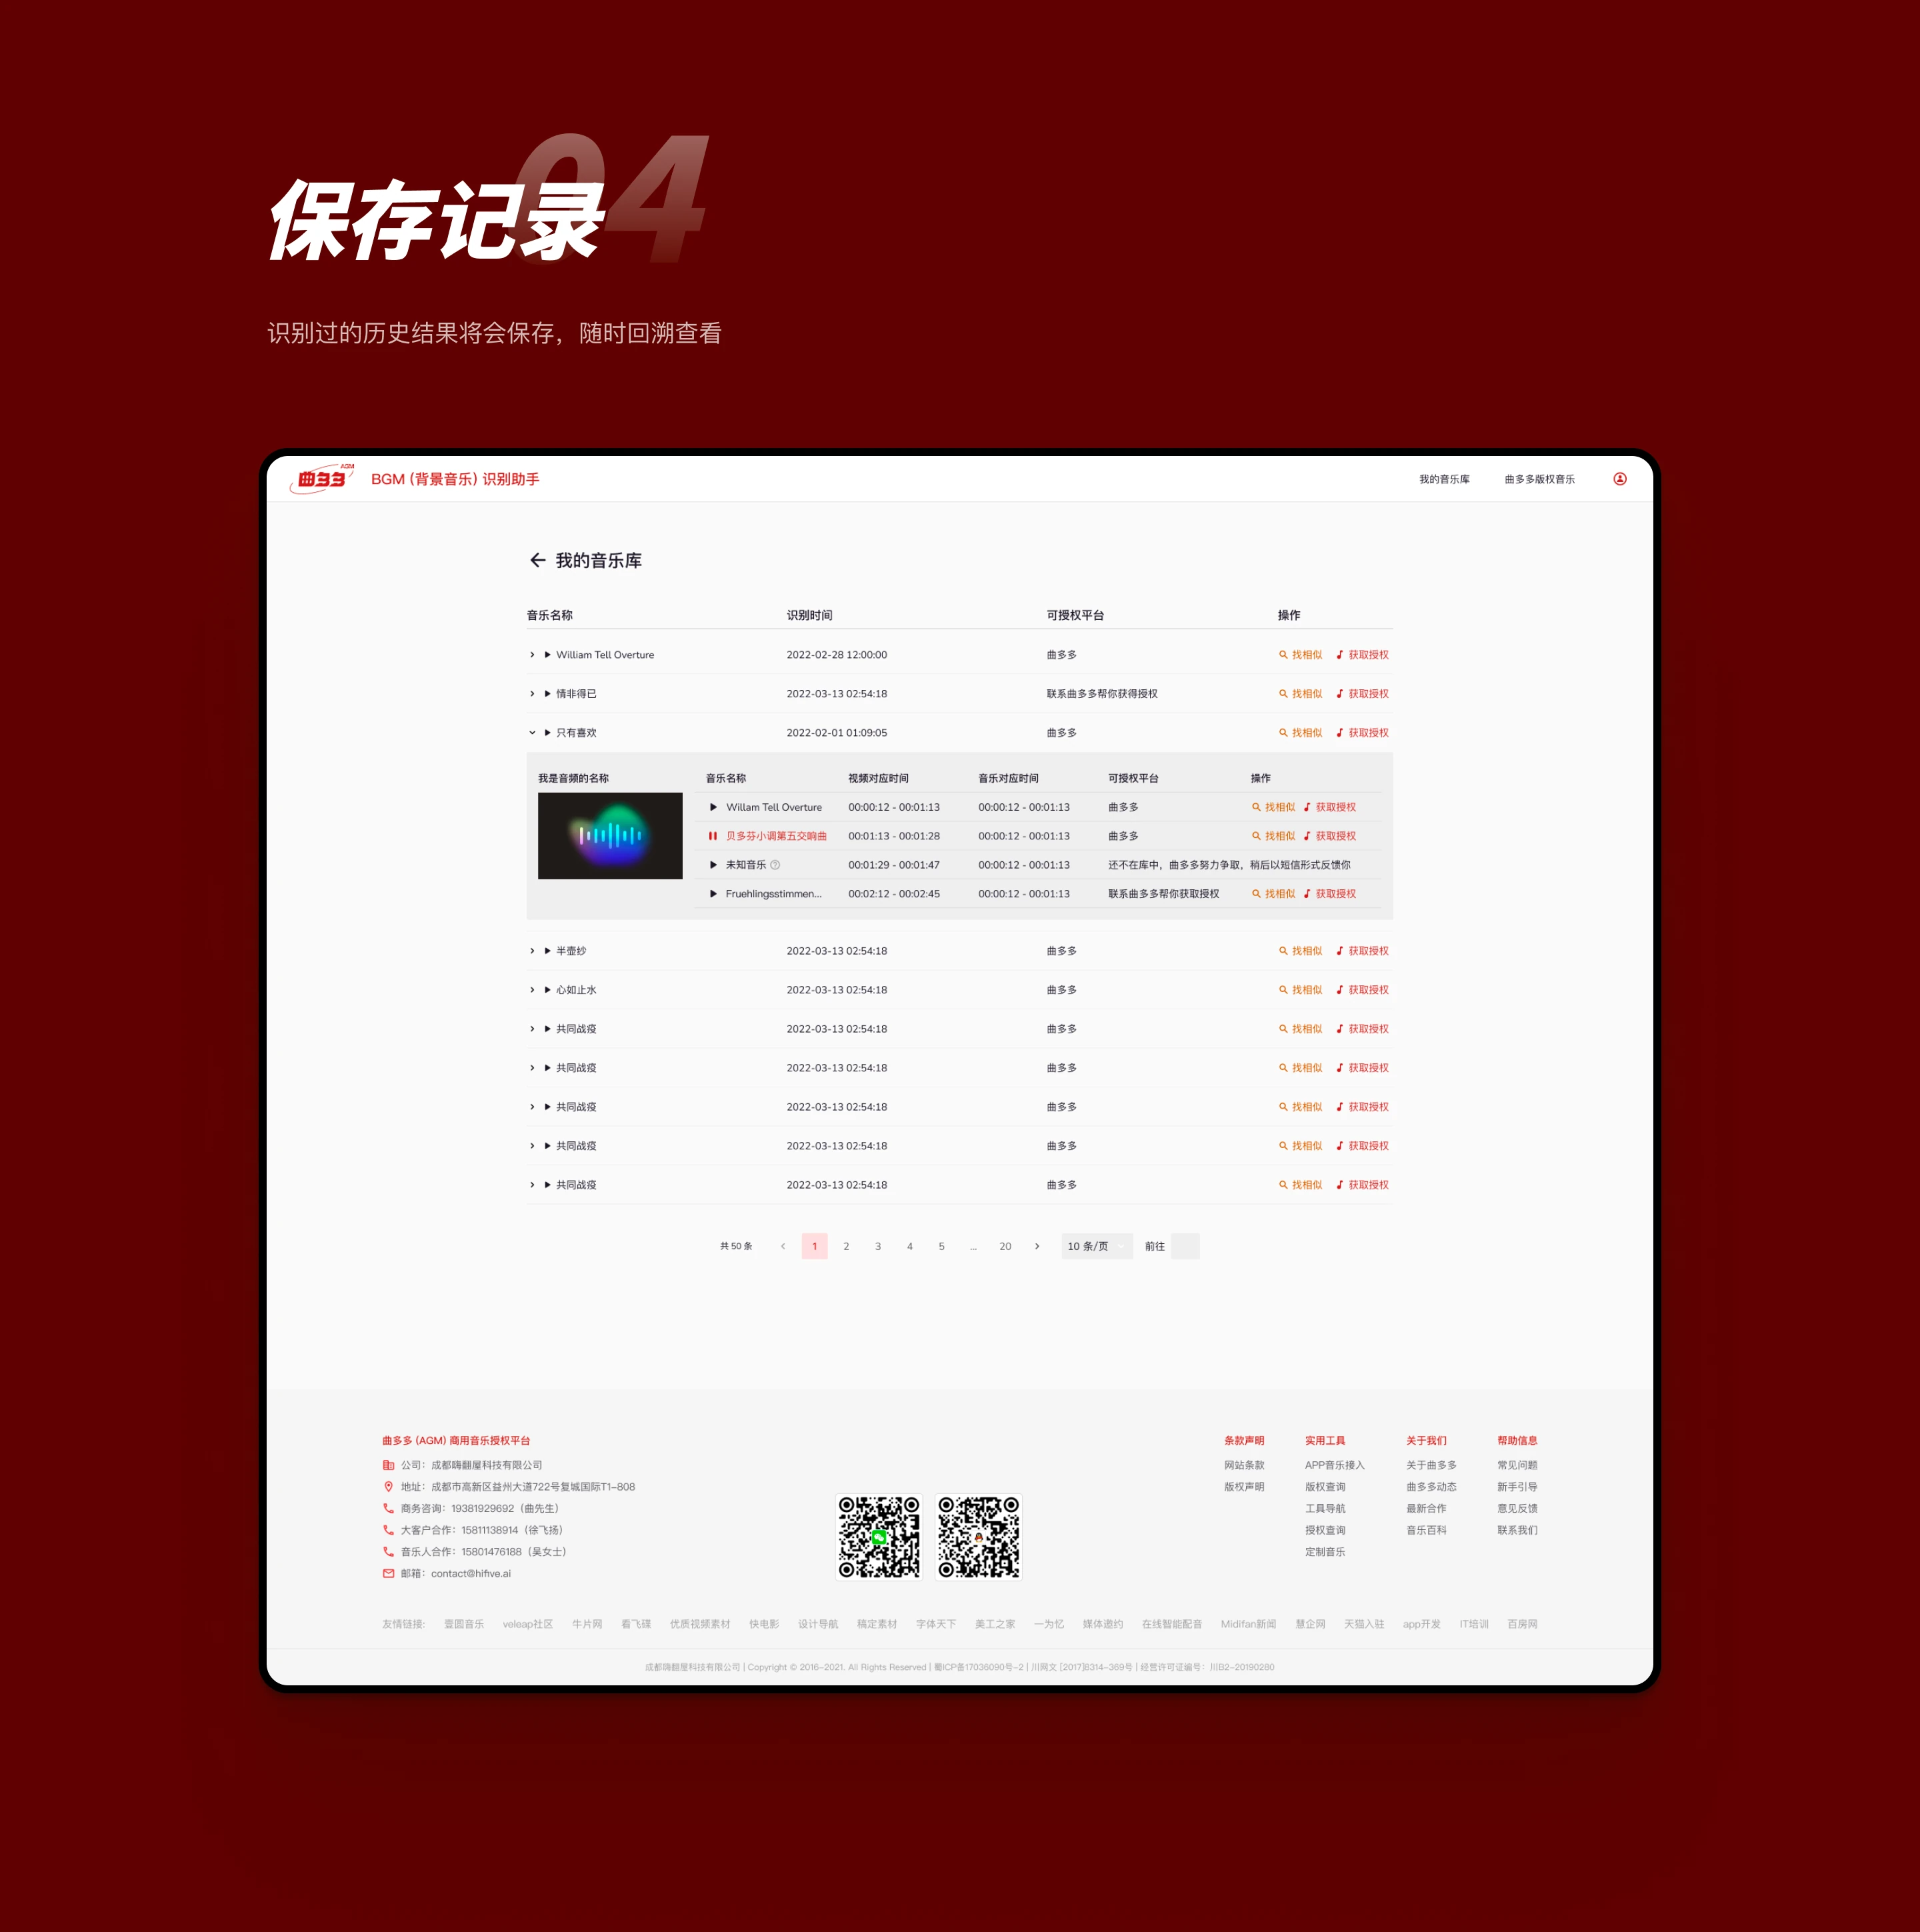 04
保存记录
识别过的历史结果将会保存，随时回溯查看
曲多多 AGM BGM (背景音乐) 识别助手 我的音乐库 曲多多版权音乐
我的音乐库
音乐名称 识别时间 可授权平台 操作
William Tell Overture 2022-02-28 12:00:00 曲多多 找相似 获取授权
情非得已 2022-03-13 02:54:18 联系曲多多帮你获得授权 找相似 获取授权
只有喜欢 2022-02-01 01:09:05 曲多多 找相似 获取授权
我是音频的名称 音乐名称 视频对应时间 音乐对应时间 可授权平台 操作
Willam Tell Overture 00:00:12 - 00:01:13 00:00:12 - 00:01:13 曲多多 找相似 获取授权
贝多芬小调第五交响曲 00:01:13 - 00:01:28 00:00:12 - 00:01:13 曲多多 找相似 获取授权
未知音乐 00:01:29 - 00:01:47 00:00:12 - 00:01:13 还不在库中，曲多多努力争取，稍后以短信形式反馈你
Fruehlingsstimmen... 00:02:12 - 00:02:45 00:00:12 - 00:01:13 联系曲多多帮你获取授权 找相似 获取授权
半壶纱 2022-03-13 02:54:18 曲多多 找相似 获取授权
心如止水 2022-03-13 02:54:18 曲多多 找相似 获取授权
共同战疫 2022-03-13 02:54:18 曲多多 找相似 获取授权
共同战疫 2022-03-13 02:54:18 曲多多 找相似 获取授权
共同战疫 2022-03-13 02:54:18 曲多多 找相似 获取授权
共同战疫 2022-03-13 02:54:18 曲多多 找相似 获取授权
共同战疫 2022-03-13 02:54:18 曲多多 找相似 获取授权
共 50 条 1 2 3 4 5 ... 20 10 条/页 前往
曲多多 (AGM) 商用音乐授权平台 条款声明 实用工具 关于我们 帮助信息
公司：成都嗨翻屋科技有限公司 网站条款 APP音乐接入 关于曲多多 常见问题
地址：成都市高新区益州大道722号复城国际T1-808 版权声明 版权查询 曲多多动态 新手引导
商务咨询：19381929692（曲先生） 工具导航 最新合作 意见反馈
大客户合作：15811138914（徐飞扬） 授权查询 音乐百科 联系我们
音乐人合作：15801476188（吴女士） 定制音乐
邮箱：contact@hifive.ai
友情链接: 壹圆音乐 veleap社区 牛片网 看飞碟 优质视频素材 快电影 设计导航 稿定素材 字体天下 美工之家 一为忆 媒体邀约 在线智能配音 Midifan新闻 慧企网 天猫入驻 app开发 IT培训 百房网
成都嗨翻屋科技有限公司 | Copyright © 2016-2021. All Rights Reserved | 蜀ICP备17036090号-2 | 川网文 [2017]8314-369号 | 经营许可证编号：川B2-20190280